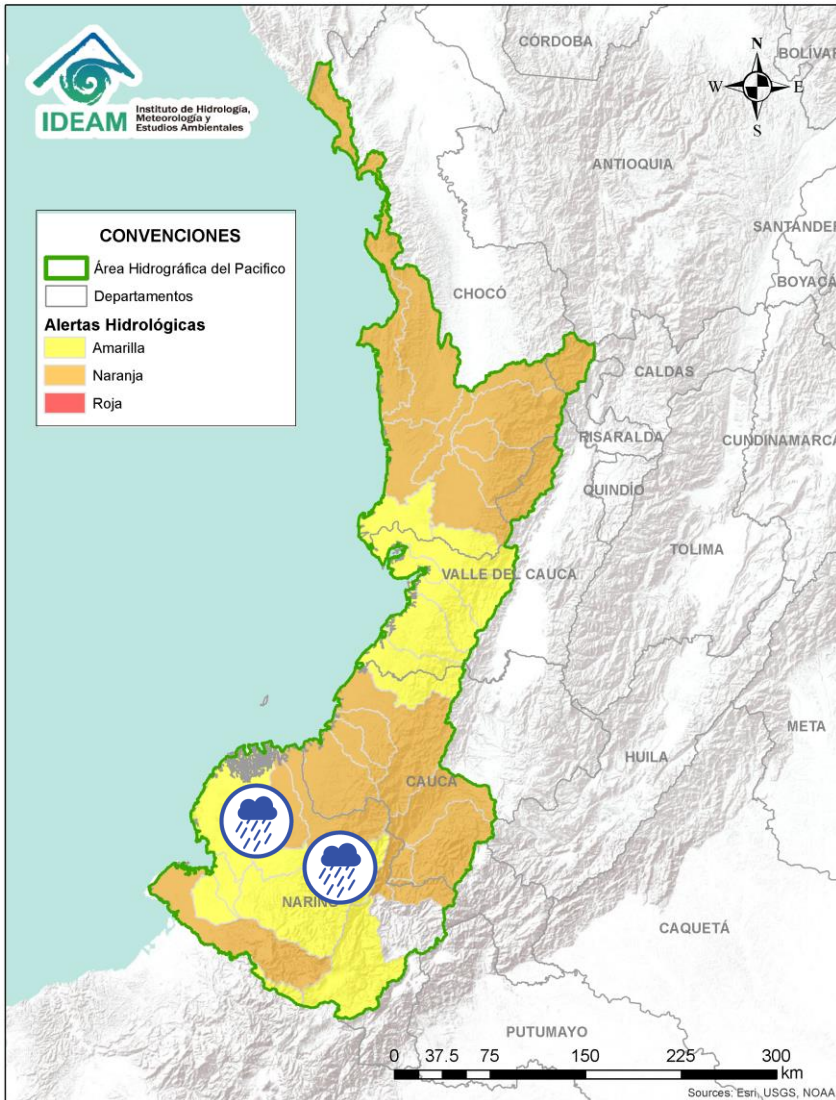 IDEAM
Instituto de Hidrología,
Meteorología y
Estudios Ambientales
CÓRDOBA
BOLÍVAR
N
W
E
S
ANTIOQUIA
SANTANDER
BOYACÁ
CONVENCIONES
Área Hidrográfica del Pacifico
Departamentos
Alertas Hidrológicas
Amarilla
Naranja
Roja
CHOCÓ
CALDAS
RISARALDA
CUNDINAMARCA
QUINDÍO
TOLIMA
VALLE DEL CAUCA
META
HUILA
CAUCA
NARIÑO
CAQUETÁ
PUTUMAYO
0 37.5 75 150 225 300
km
Sources: Esri, USGS, NOAA